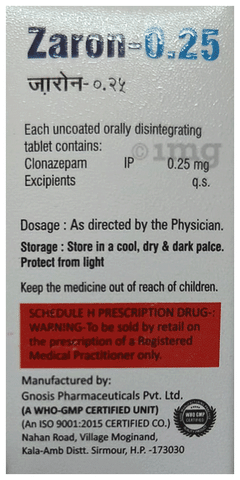 Zaron-0.25
ज़ारोन-०.२५
Each uncoated orally disintegrating
tablet contains:
Clonazepam IP 0.25 mg
Excipients q.s.
©1mg
Dosage : As directed by the Physician.
Storage : Store in a cool, dry & dark palce.
Protect from light
Keep the medicine out of reach of children.
SCHEDULE H PRESCRIPTION DRUG-:
WARNING-To be sold by retail on
the prescription of a Registered
Medical Practitioner only.
Manufactured by:
Gnosis Pharmaceuticals Pvt. Ltd.
(A WHO-GMP CERTIFIED UNIT)
(An ISO 9001:2015 CERTIFIED CO.)
Nahan Road, Village Moginand,
Kala-Amb Distt. Sirmour, H.P. -173030
WHO GMP
CERTIFIED